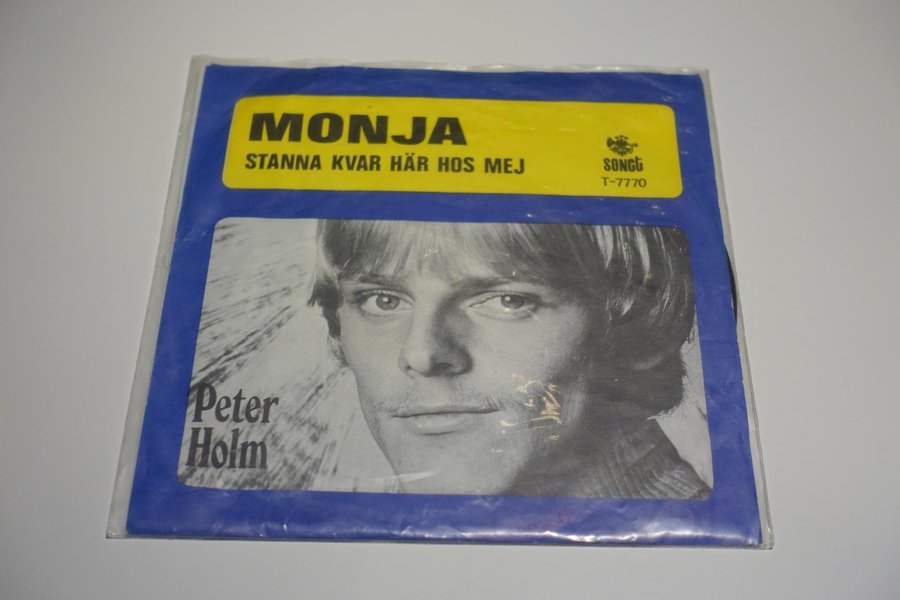 MONJA
STANNA KVAR HÄR HOS MEJ
SONET
T-7770
Peter
Holm